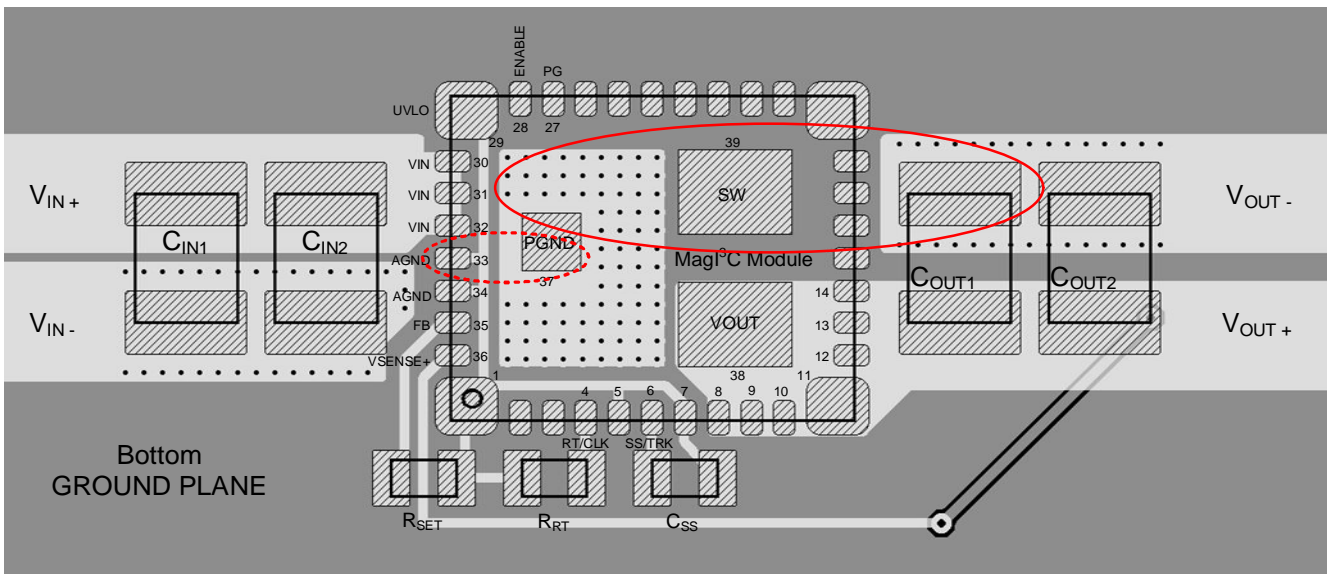 ENABLE
PG
UVLO
28
27
29
39
VIN
30
VIN
31
SW
VIN
32
VIN +
CIN1
CIN2
VOUT -
PGND
AGND
33
MagI³C Module
37
COUT1
COUT2
AGND
34
14
VIN -
FB
35
VOUT
13
VOUT +
VSENSE+
36
12
1
38
11
4
5
6
7
8
9
10
RT/CLK
SS/TRK
Bottom
GROUND PLANE
RSET
RRT
CSS